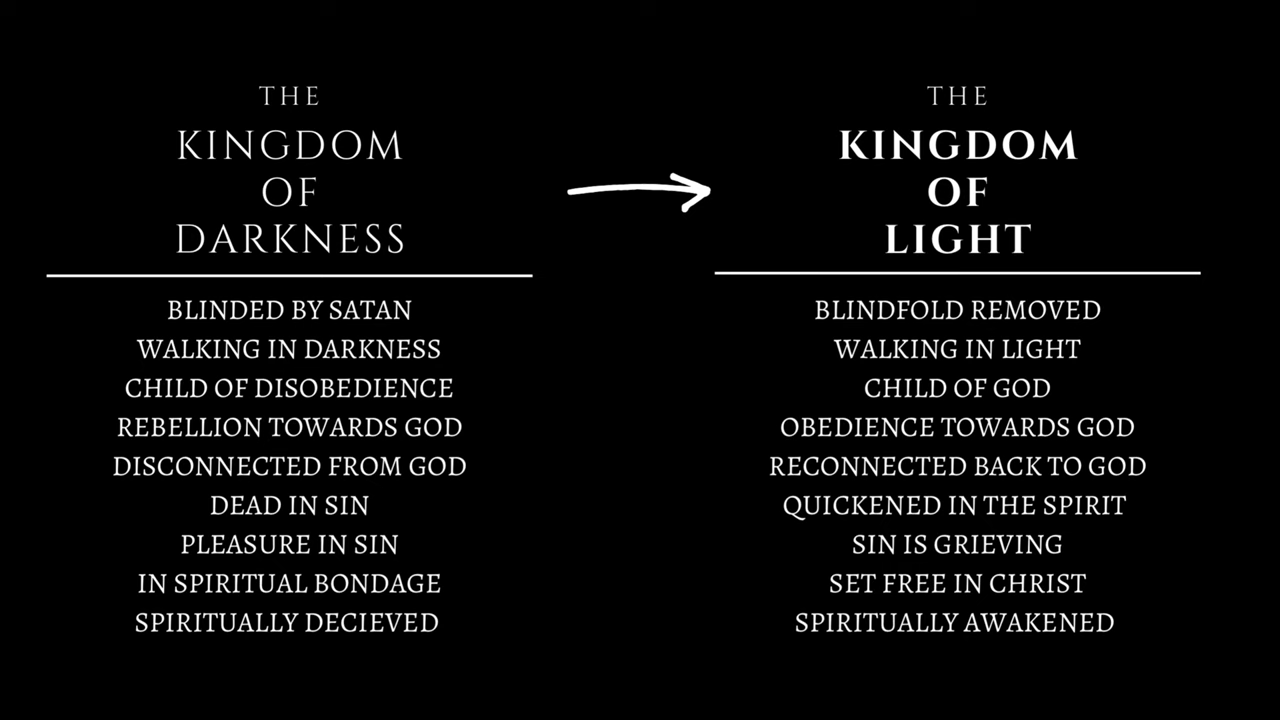 THE
KINGDOM
OF
DARKNESS
BLINDED BY SATAN
WALKING IN DARKNESS
CHILD OF DISOBEDIENCE
REBELLION TOWARDS GOD
DISCONNECTED FROM GOD
DEAD IN SIN
PLEASURE IN SIN
IN SPIRITUAL BONDAGE
SPIRITUALLY DECIEVED
THE
KINGDOM
OF
LIGHT
BLINDFOLD REMOVED
WALKING IN LIGHT
CHILD OF GOD
OBEDIENCE TOWARDS GOD
RECONNECTED BACK TO GOD
QUICKENED IN THE SPIRIT
SIN IS GRIEVING
SET FREE IN CHRIST
SPIRITUALLY AWAKENED